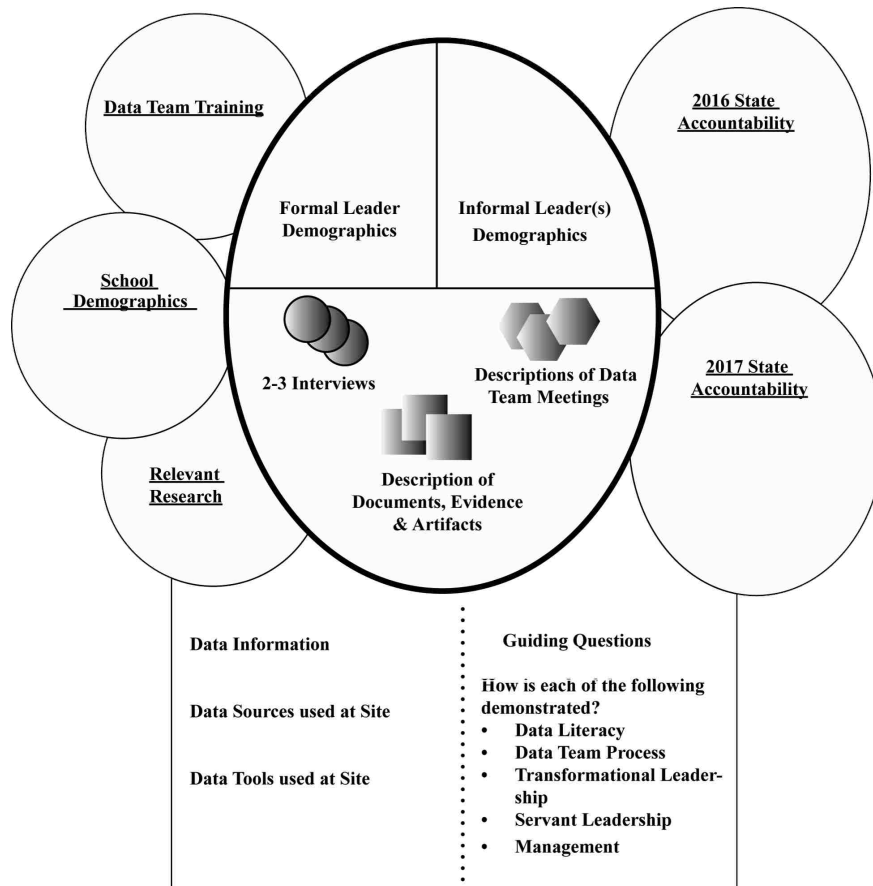 Data Team Training
2016 State
Accountability
Formal Leader
Demographics
Informal Leader(s)
Demographics
School
Demographics
2-3 Interviews
Descriptions of Data
Team Meetings
2017 State
Accountability
Relevant
Research
Description of
Documents, Evidence
& Artifacts
Data Information
Data Sources used at Site
Data Tools used at Site
Guiding Questions
How is each of the following
demonstrated?
• Data Literacy
• Data Team Process
• Transformational Leader-
ship
• Servant Leadership
• Management